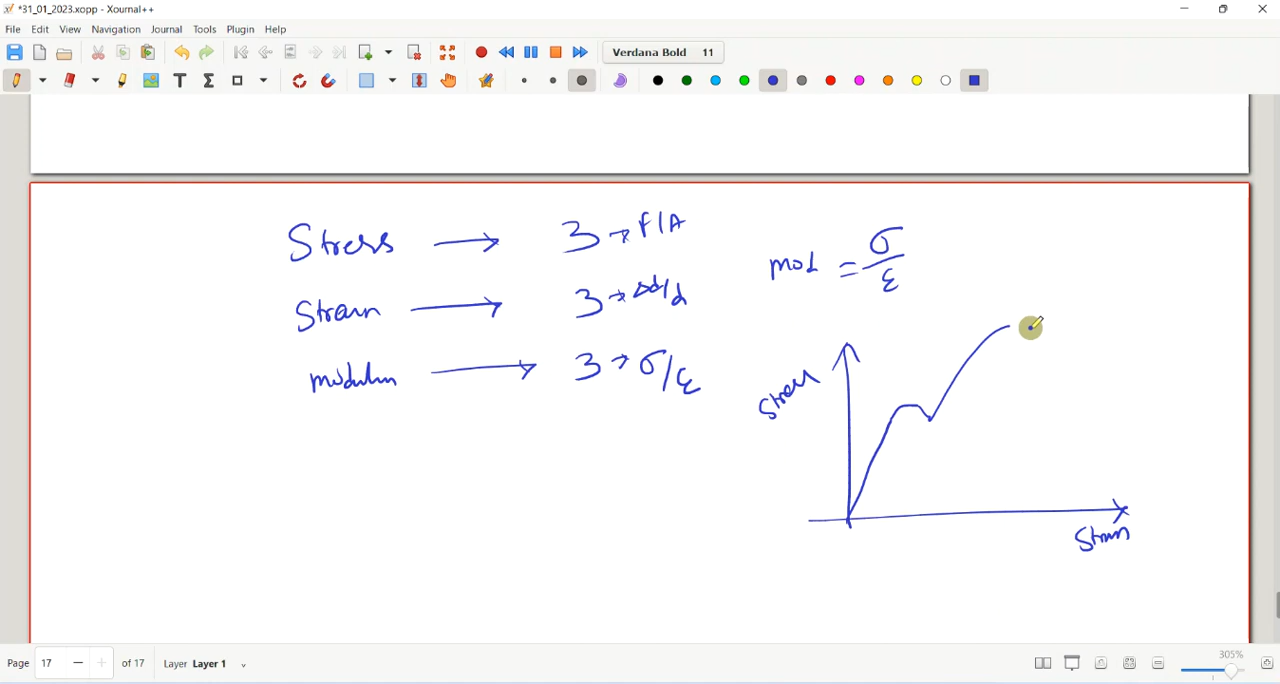 *31_01_2023.xopp - Xournal++
File Edit View Navigation Journal Tools Plugin Help
Verdana Bold 11
Stress → 3 → F/A
Strain → 3 → Δd/d
modulus → 3 → σ/ε
mod = σ/ε
Stress
Strain
Page 17 of 17 Layer Layer 1
305%